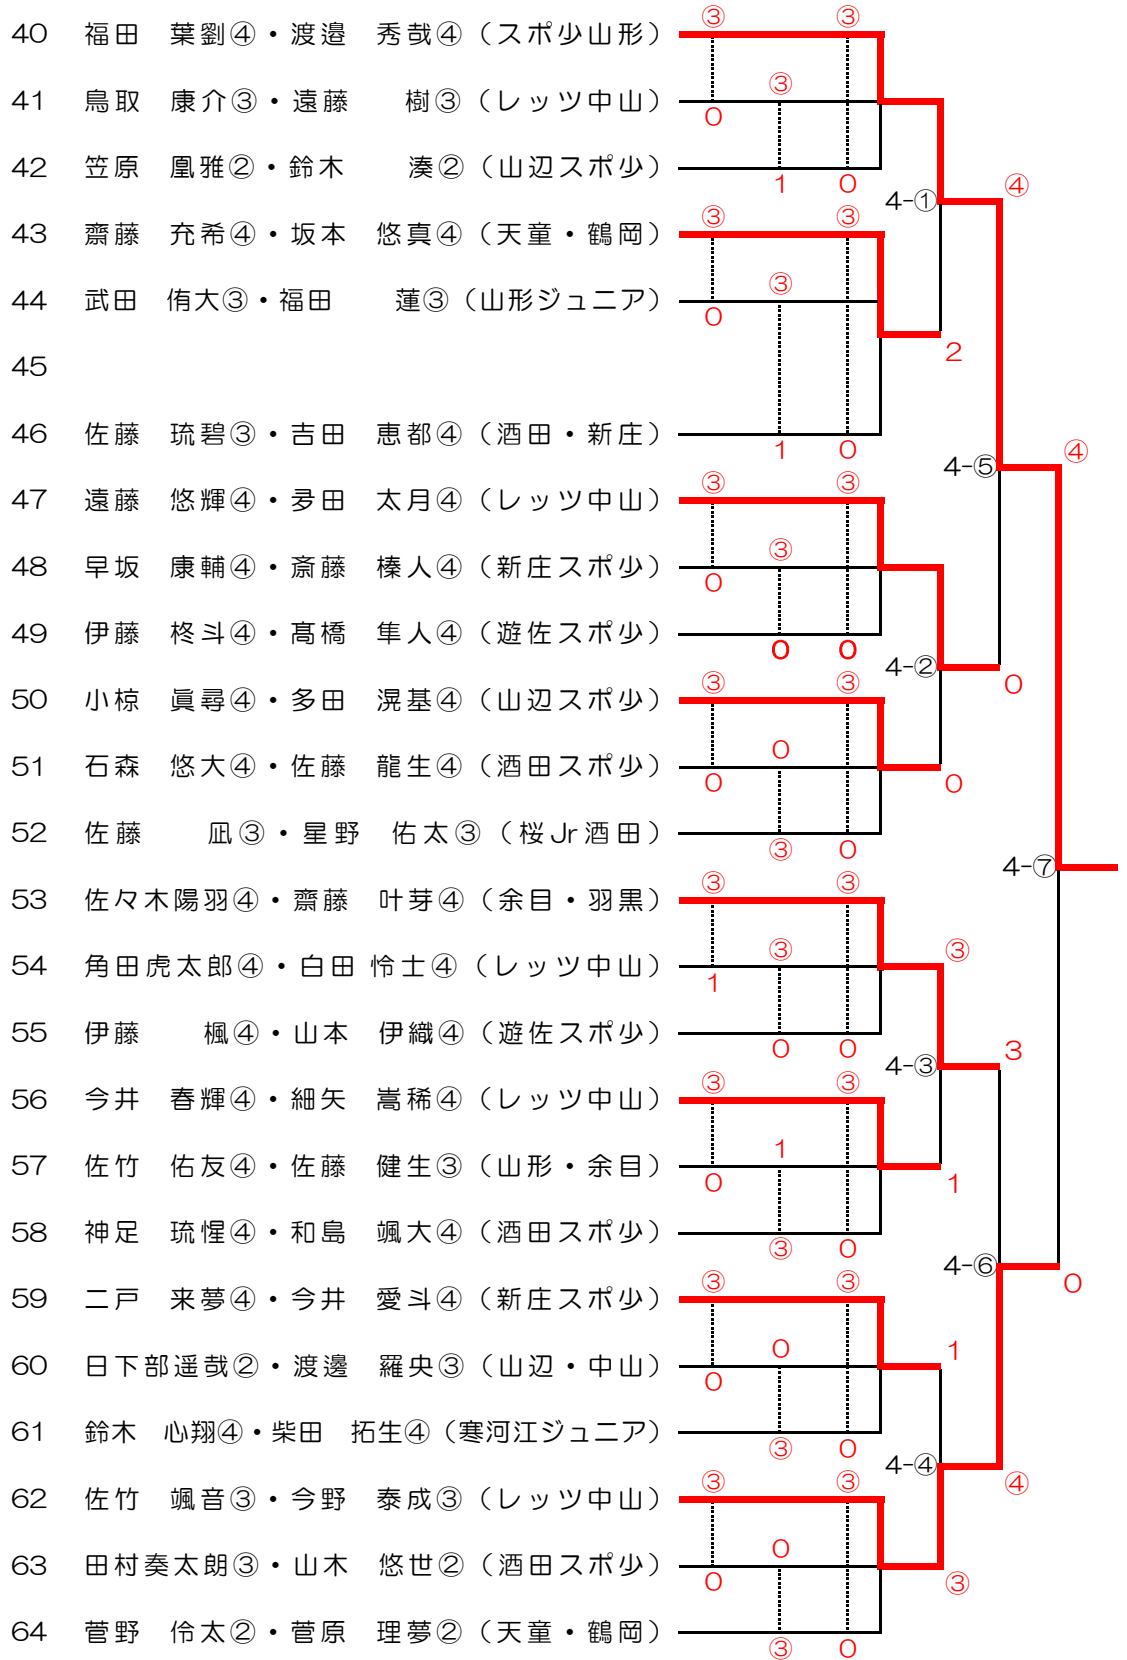 ③ ③
40 福田 葉劉④・渡邉 秀哉④（スポ少山形）
③
41 鳥取 康介③・遠藤 樹③（レッツ中山）
0
42 笠原 凰雅②・鈴木 湊②（山辺スポ少）
1 0 4-① ④
③ ③
43 齋藤 充希④・坂本 悠真④（天童・鶴岡）
③
44 武田 侑大③・福田 蓮③（山形ジュニア）
0
2
45
46 佐藤 琉碧③・吉田 恵都④（酒田・新庄）
1 0 4-⑤ ④
③ ③
47 遠藤 悠輝④・夛田 太月④（レッツ中山）
③
48 早坂 康輔④・斎藤 榛人④（新庄スポ少）
0
49 伊藤 柊斗④・髙橋 隼人④（遊佐スポ少）
0 0 4-② 0
③ ③
50 小椋 眞尋④・多田 滉基④（山辺スポ少）
0
51 石森 悠大④・佐藤 龍生④（酒田スポ少）
0 0
52 佐藤 凪③・星野 佑太③（桜Jr酒田）
③ 0
4-⑦
③ ③
53 佐々木陽羽④・齋藤 叶芽④（余目・羽黒）
③ ③
54 角田虎太郎④・白田 怜士④（レッツ中山）
1
55 伊藤 楓④・山本 伊織④（遊佐スポ少）
0 0 4-③ 3
③ ③
56 今井 春輝④・細矢 嵩稀④（レッツ中山）
1
57 佐竹 佑友④・佐藤 健生③（山形・余目）
0 1
58 神足 琉惺④・和島 颯大④（酒田スポ少）
③ 0
4-⑥ 0
③ ③
59 二戸 来夢④・今井 愛斗④（新庄スポ少）
0 1
60 日下部遥哉②・渡邊 羅央③（山辺・中山）
0
61 鈴木 心翔④・柴田 拓生④（寒河江ジュニア）
③ 0 4-④ ④
③ ③
62 佐竹 颯音③・今野 泰成③（レッツ中山）
0
63 田村奏太朗③・山木 悠世②（酒田スポ少）
0 ③
64 菅野 伶太②・菅原 理夢②（天童・鶴岡）
③ 0